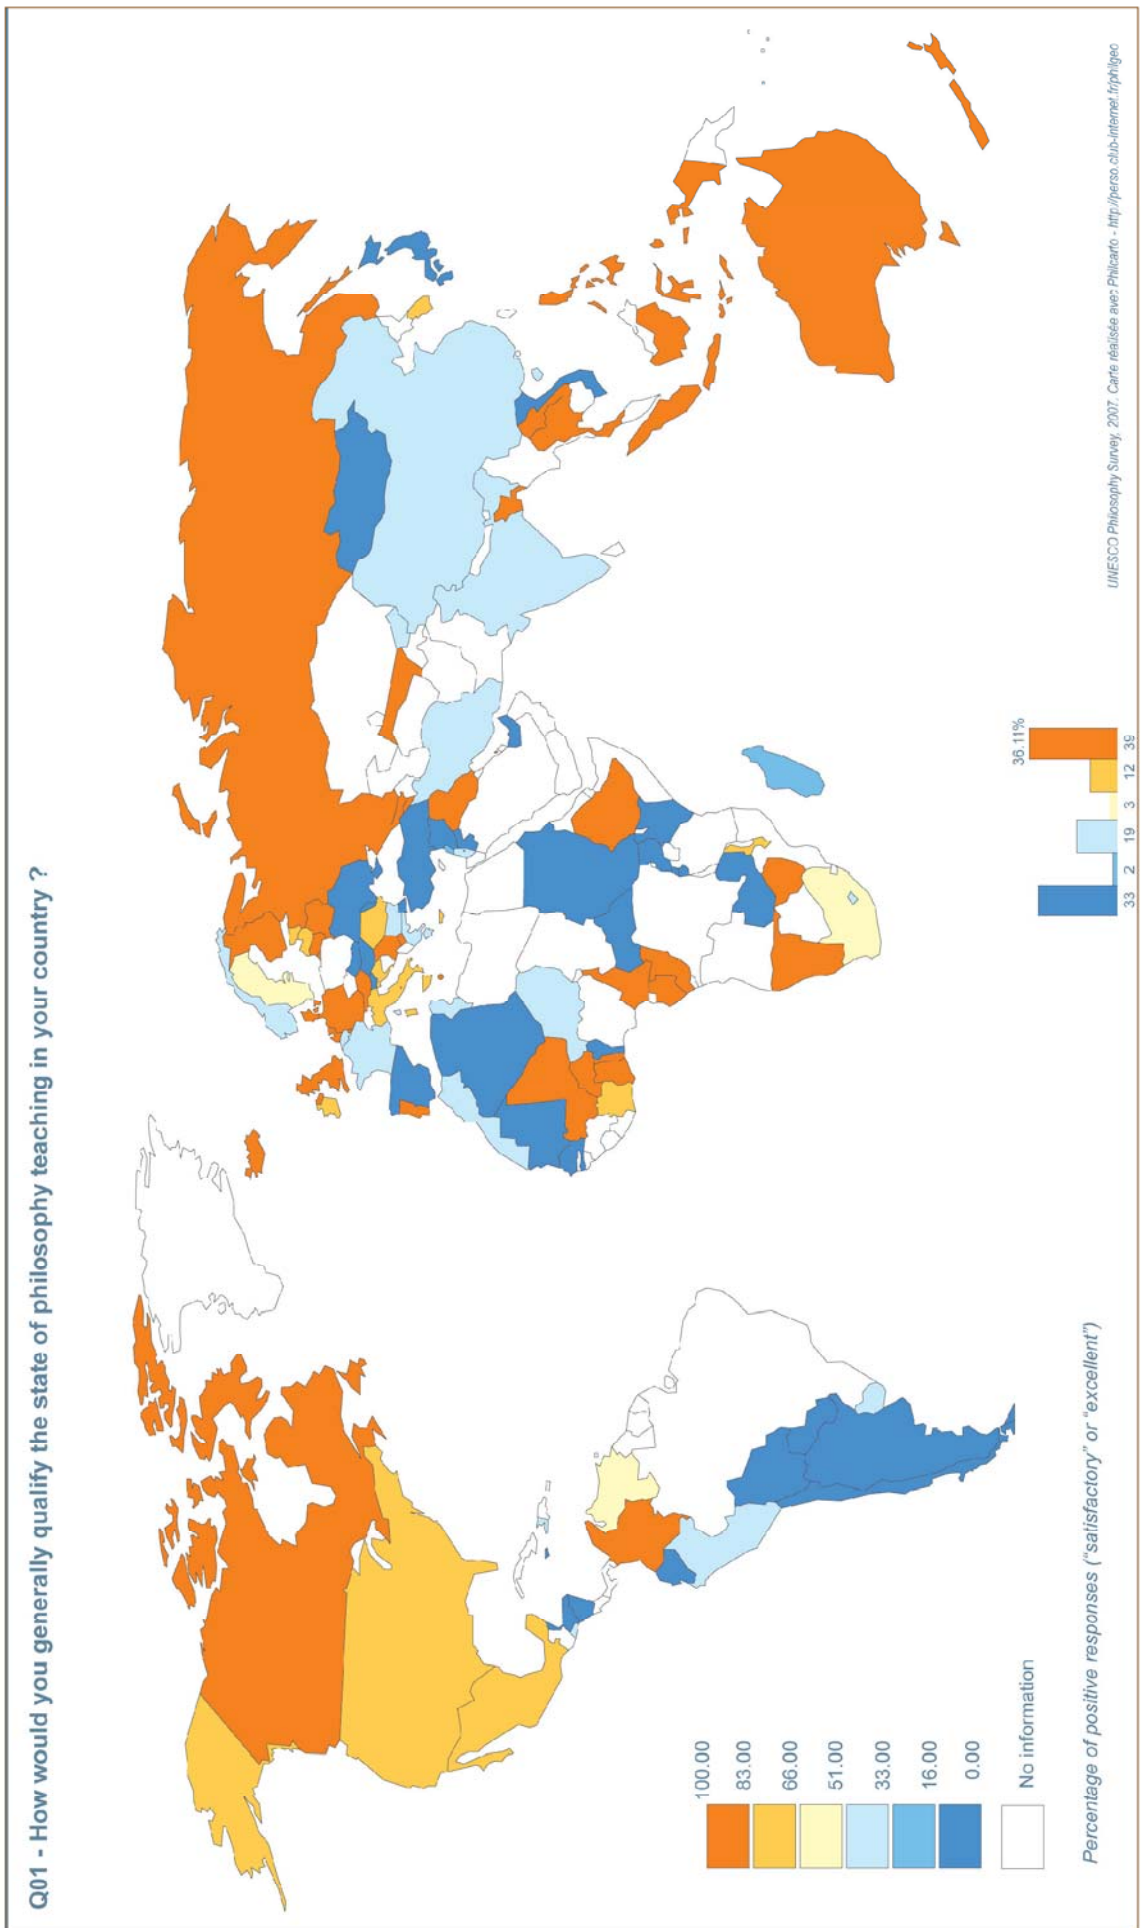 Q01 - How would you generally qualify the state of philosophy teaching in your country ?
100.00
83.00
66.00
51.00
33.00
16.00
0.00
No information
Percentage of positive responses ("satisfactory" or "excellent")
36.11%
33 2 19 3 12 39
UNESCO Philosophy Survey, 2007. Carte réalisée avec Philcarto - http://perso.club-internet.fr/philgeo